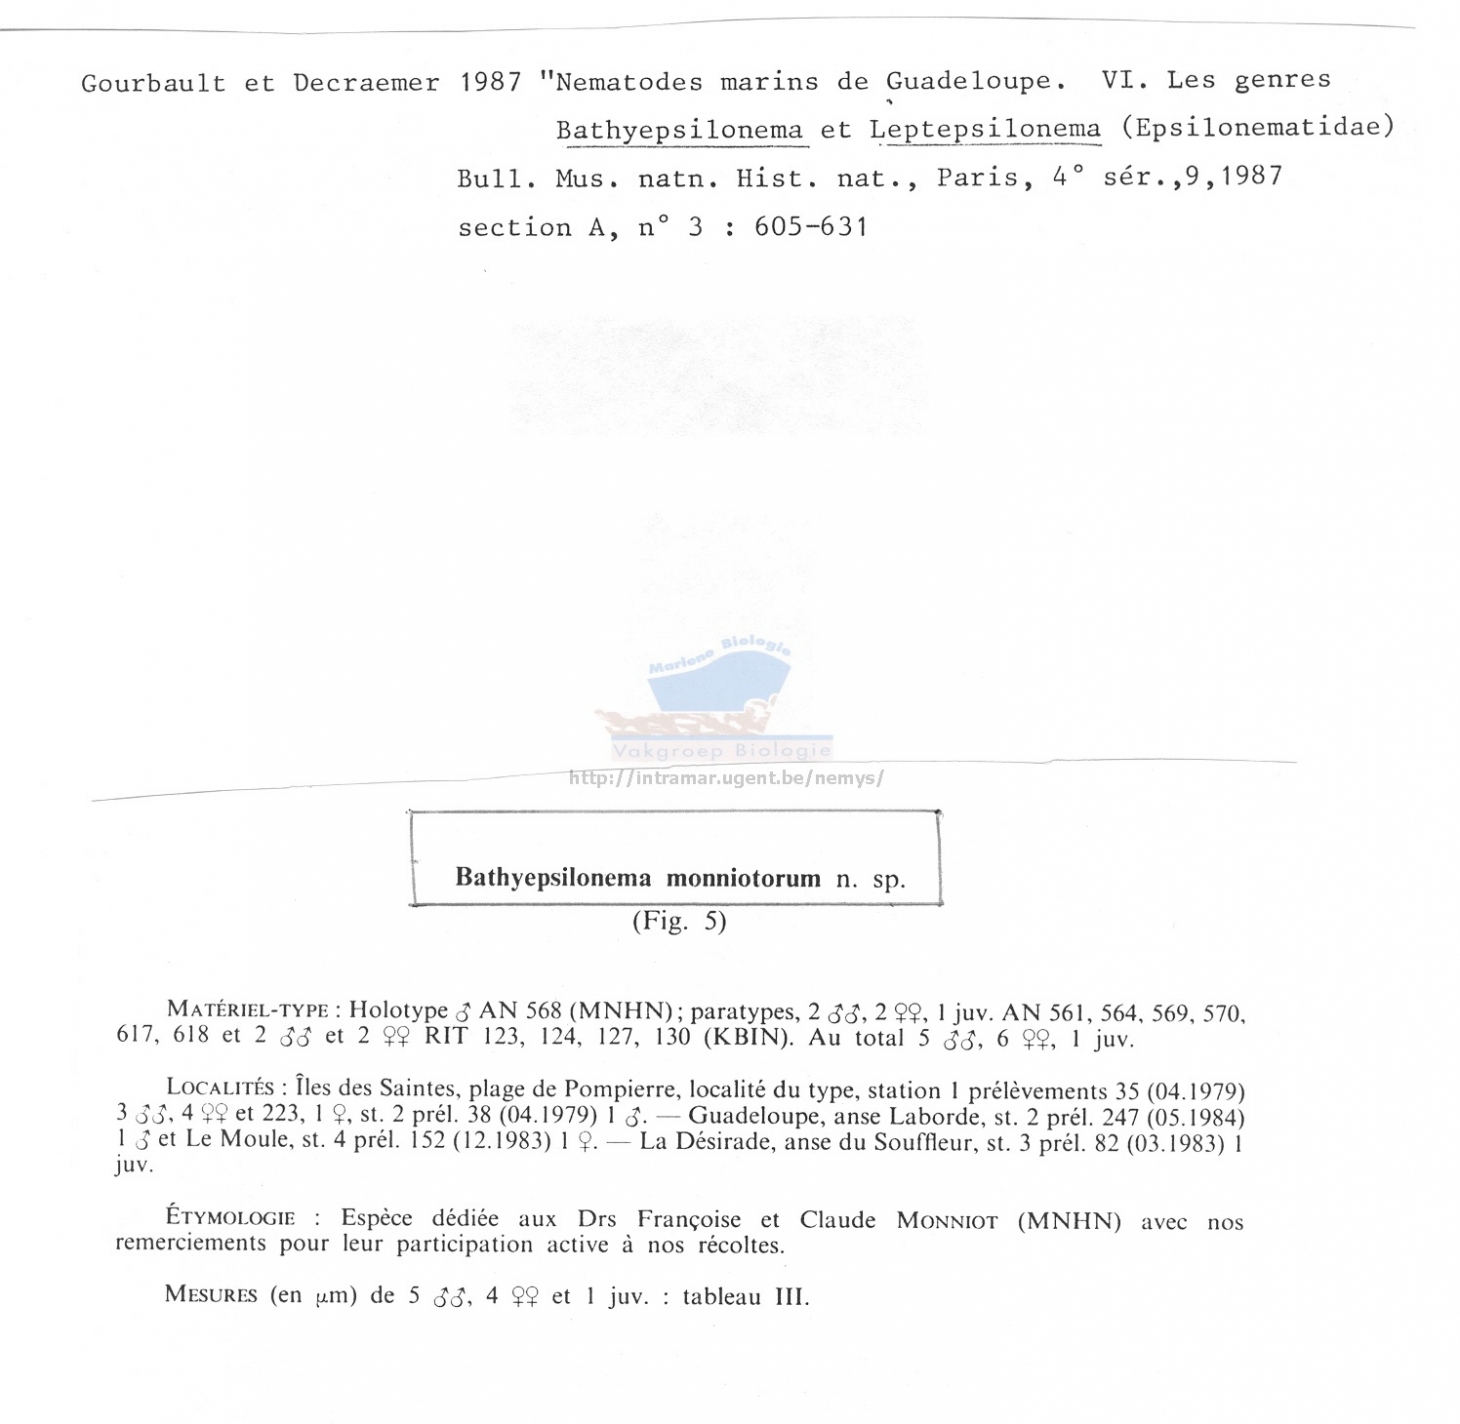 Gourbault et Decraemer 1987 "Nematodes marins de Guadeloupe. VI. Les genres
Bathyepsilonema et Leptepsilonema (Epsilonematidae)
Bull. Mus. natn. Hist. nat., Paris, 4° sér.,9,1987
section A, n° 3 : 605-631
Mariene Biologie
Vakgroep Biologie
http://intramar.ugent.be/nemys/
Bathyepsilonema monniotorum n. sp.
(Fig. 5)
MATÉRIEL-TYPE : Holotype ♂ AN 568 (MNHN) ; paratypes, 2 ♂♂, 2 ♀♀, 1 juv. AN 561, 564, 569, 570,
617, 618 et 2 ♂♂ et 2 ♀♀ RIT 123, 124, 127, 130 (KBIN). Au total 5 ♂♂, 6 ♀♀, 1 juv.
LOCALITÉS : Îles des Saintes, plage de Pompierre, localité du type, station 1 prélèvements 35 (04.1979)
3 ♂♂, 4 ♀♀ et 223, 1 ♀, st. 2 prél. 38 (04.1979) 1 ♂. — Guadeloupe, anse Laborde, st. 2 prél. 247 (05.1984)
1 ♂ et Le Moule, st. 4 prél. 152 (12.1983) 1 ♀. — La Désirade, anse du Souffleur, st. 3 prél. 82 (03.1983) 1
juv.
ÉTYMOLOGIE : Espèce dédiée aux Drs Françoise et Claude MONNIOT (MNHN) avec nos
remerciements pour leur participation active à nos récoltes.
MESURES (en μm) de 5 ♂♂, 4 ♀♀ et 1 juv. : tableau III.